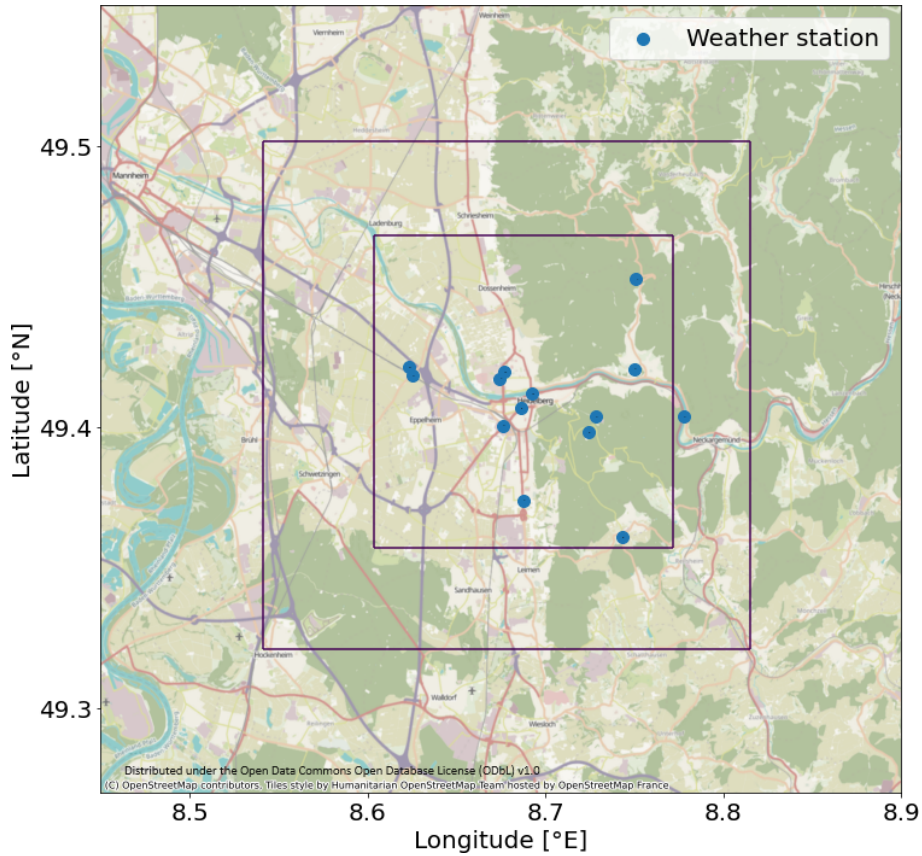 Weather station
Weinheim
Viernheim
49.5
Mannheim
Ladenburg
Schriesheim
Dossenheim
Latitude [°N]
Heidelberg
49.4
Eppelheim
Brühl
Neckargemünd
Schwetzingen
Leimen
Sandhausen
Hockenheim
Walldorf
49.3
Wiesloch
Distributed under the Open Data Commons Open Database License (ODbL) v1.0
(C) OpenStreetMap contributors, Tiles style by Humanitarian OpenStreetMap Team hosted by OpenStreetMap France
8.5 8.6 8.7 8.8 8.9
Longitude [°E]